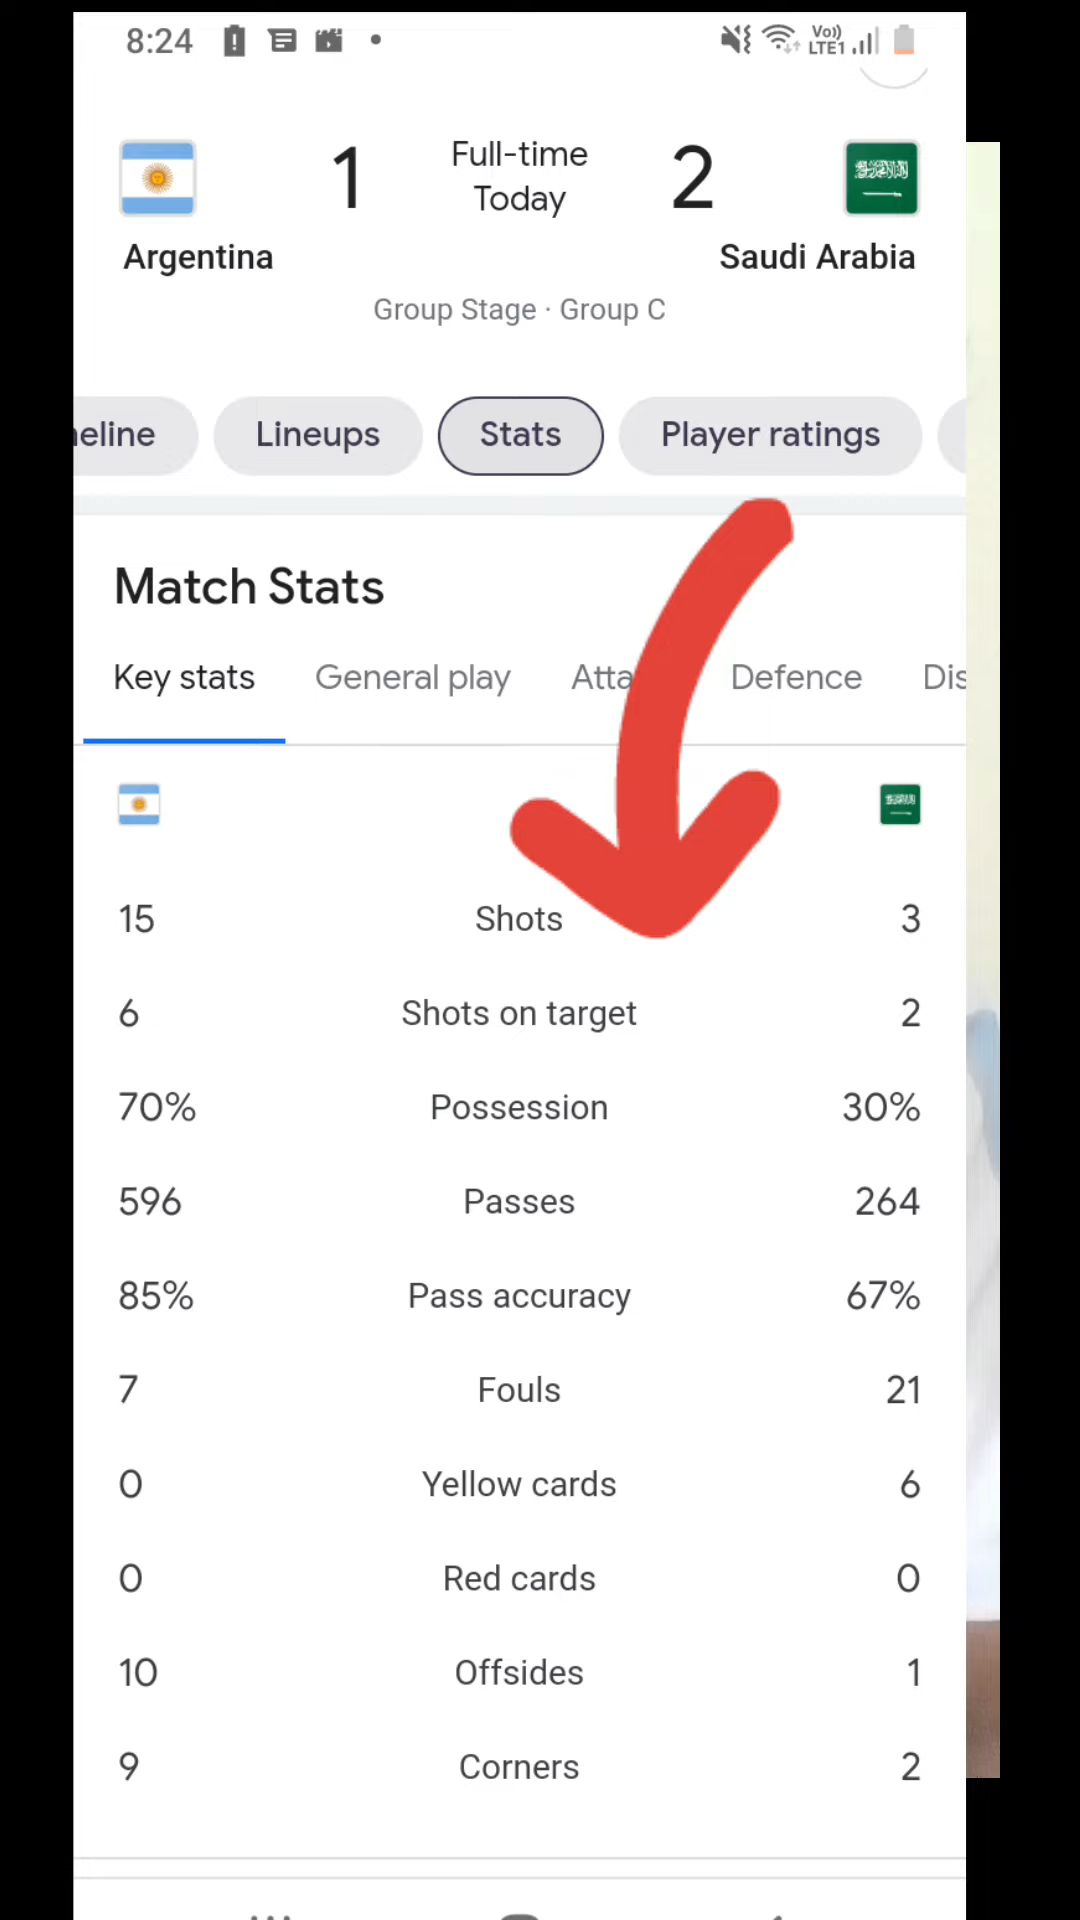 8:24
Vo))
LTE1
1 Full-time 2
Today
Argentina Saudi Arabia
Group Stage · Group C
eline Lineups Stats Player ratings
Match Stats
Key stats General play Atta Defence Dis
15 Shots 3
6 Shots on target 2
70% Possession 30%
596 Passes 264
85% Pass accuracy 67%
7 Fouls 21
0 Yellow cards 6
0 Red cards 0
10 Offsides 1
9 Corners 2